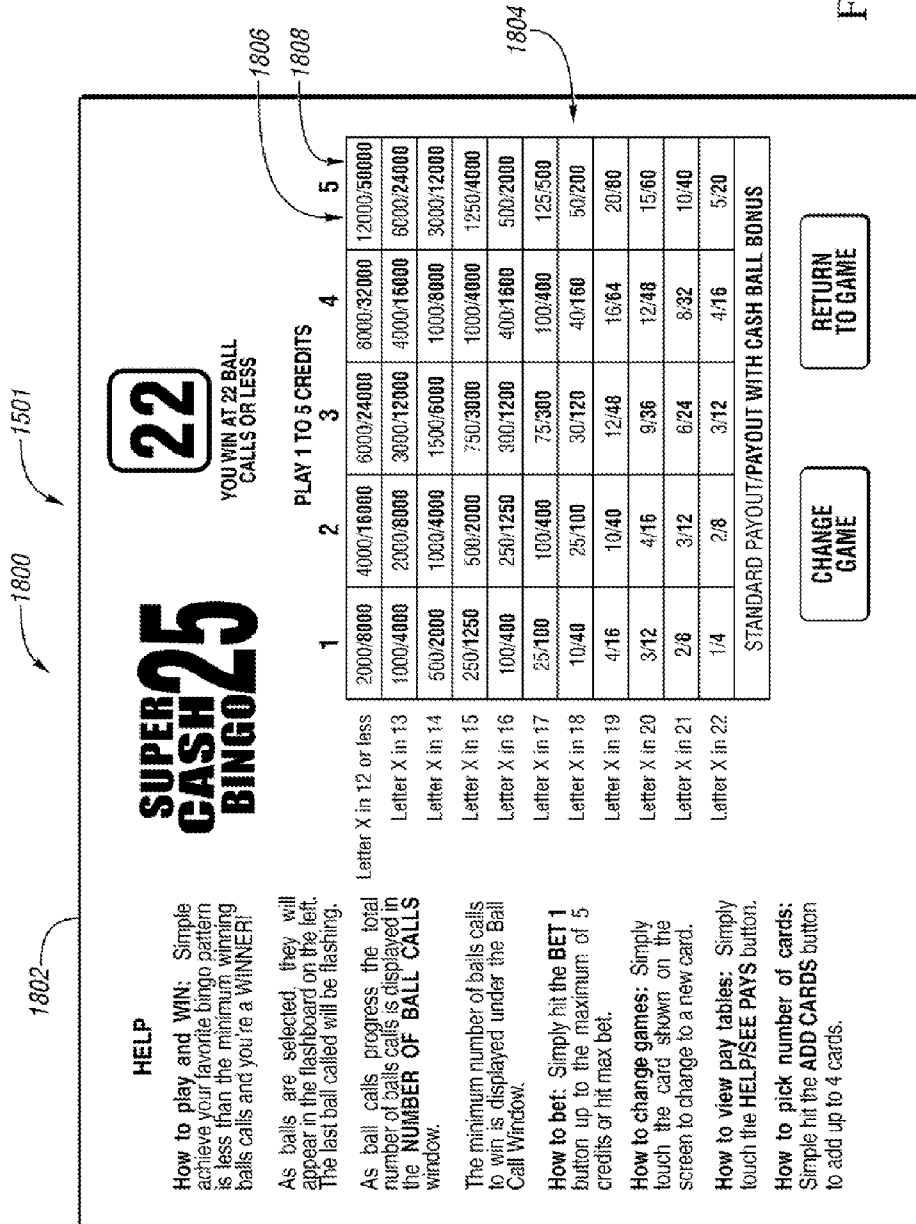 1800
1501
1802
HELP
How to play and WIN: Simple
achieve your favorite bingo pattern
is less than the minimum winning
balls calls and you're a WINNER!
As balls are selected, they will
appear in the flashboard on the left.
The last ball called will be flashing.
As ball calls progress the total
number of balls calls is displayed in
the NUMBER OF BALL CALLS
window.
The minimum number of balls calls
to win is displayed under the Ball
Call Window.
How to bet: Simply hit the BET 1
button up to the maximum of 5
credits or hit max bet.
How to change games: Simply
touch the card shown on the
screen to change to a new card.
How to view pay tables: Simply
touch the HELP/SEE PAYS button.
How to pick number of cards:
Simple hit the ADD CARDS button
to add up to 4 cards.
SUPER
CASH
BINGO 25
22
YOU WIN AT 22 BALL
CALLS OR LESS
PLAY 1 TO 5 CREDITS
1 2 3 4 5
Letter X in 12 or less 2000/8000 4000/16000 6000/24000 8000/32000 12000/50000
Letter X in 13 1000/4000 2000/8000 3000/12000 4000/16000 6000/24000
Letter X in 14 500/2000 1000/4000 1500/6000 1000/8000 3000/12000
Letter X in 15 250/1250 500/2000 750/3000 1000/4000 1250/4000
Letter X in 16 100/400 250/1250 300/1200 400/1600 500/2000
Letter X in 17 25/100 100/400 75/300 100/400 125/500
Letter X in 18 10/40 25/100 30/120 40/160 50/200
Letter X in 19 4/16 10/40 12/48 16/64 20/80
Letter X in 20 3/12 4/16 9/36 12/48 15/60
Letter X in 21 2/8 3/12 6/24 8/32 10/40
Letter X in 22 1/4 2/8 3/12 4/16 5/20
STANDARD PAYOUT/PAYOUT WITH CASH BALL BONUS
CHANGE
GAME
RETURN
TO GAME
1806
1808
1804